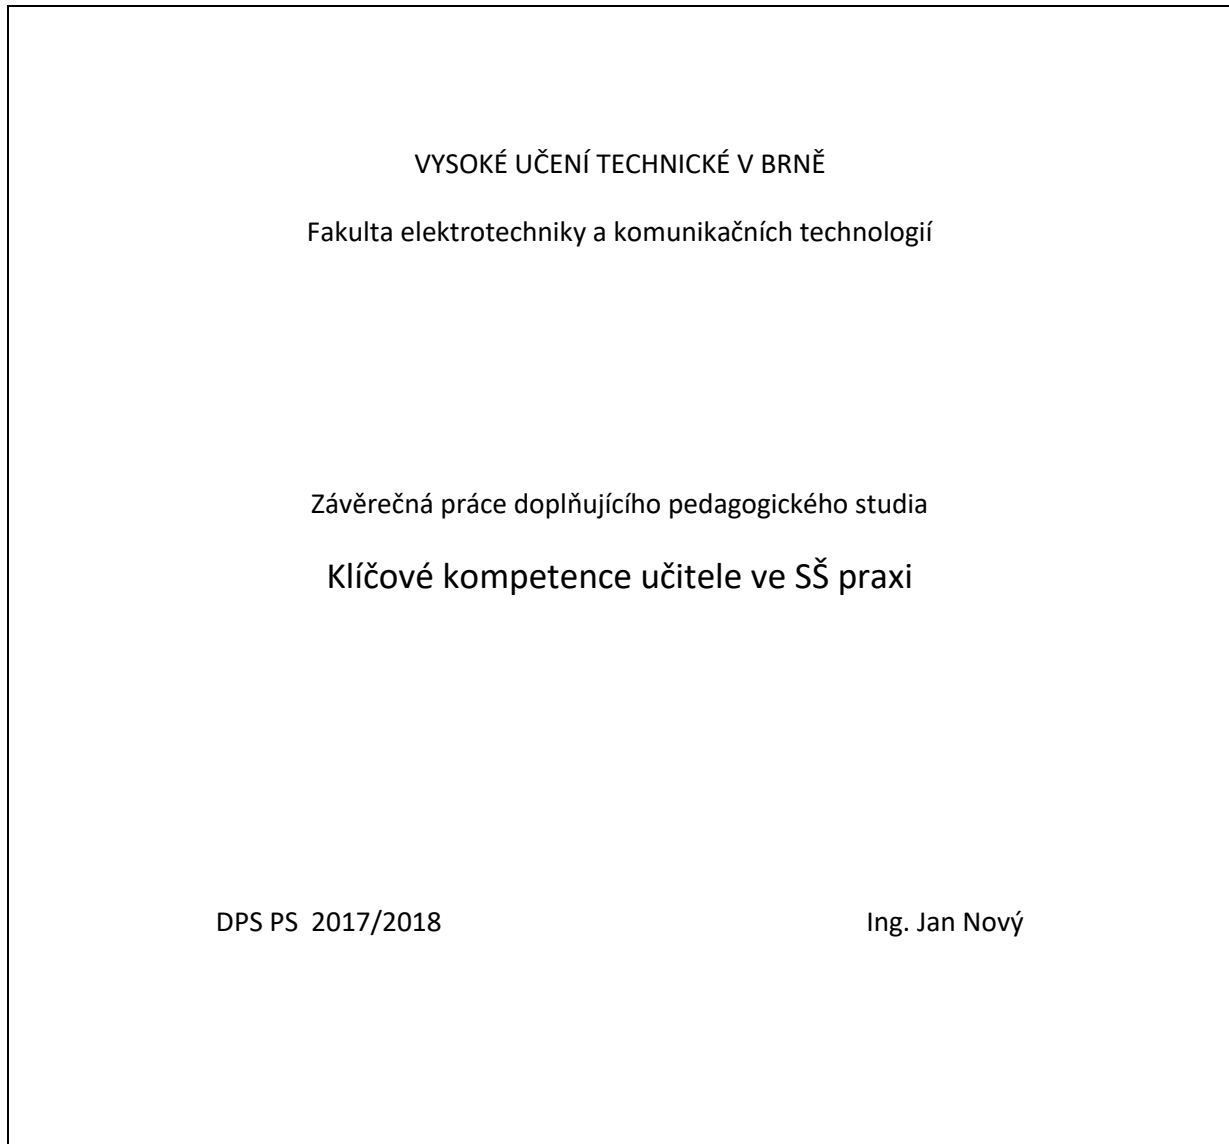 VYSOKÉ UČENÍ TECHNICKÉ V BRNĚ
Fakulta elektrotechniky a komunikačních technologií
Závěrečná práce doplňujícího pedagogického studia
Klíčové kompetence učitele ve SŠ praxi
DPS PS  2017/2018 Ing. Jan Nový